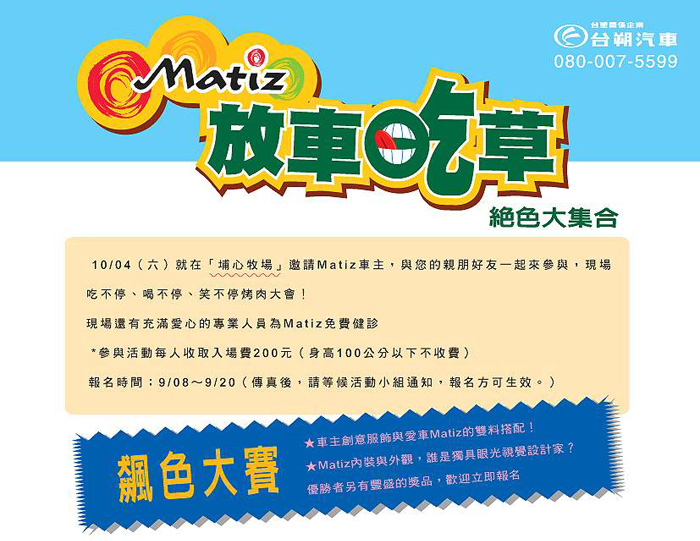 台塑關係企業
台朔汽車
080-007-5599
Matiz
放車吃草
絕色大集合
10/04（六）就在「埔心牧場」邀請Matiz車主，與您的親朋好友一起來參與，現場
吃不停、喝不停、笑不停烤肉大會！
現場還有充滿愛心的專業人員為Matiz免費健診
*參與活動每人收取入場費200元（身高100公分以下不收費）
報名時間：9/08～9/20（傳真後，請等候活動小組通知，報名方可生效。）
飆色大賽
★車主創意服飾與愛車Matiz的雙料搭配！
★Matiz內裝與外觀，誰是獨具眼光視覺設計家？
優勝者另有豐盛的獎品，歡迎立即報名